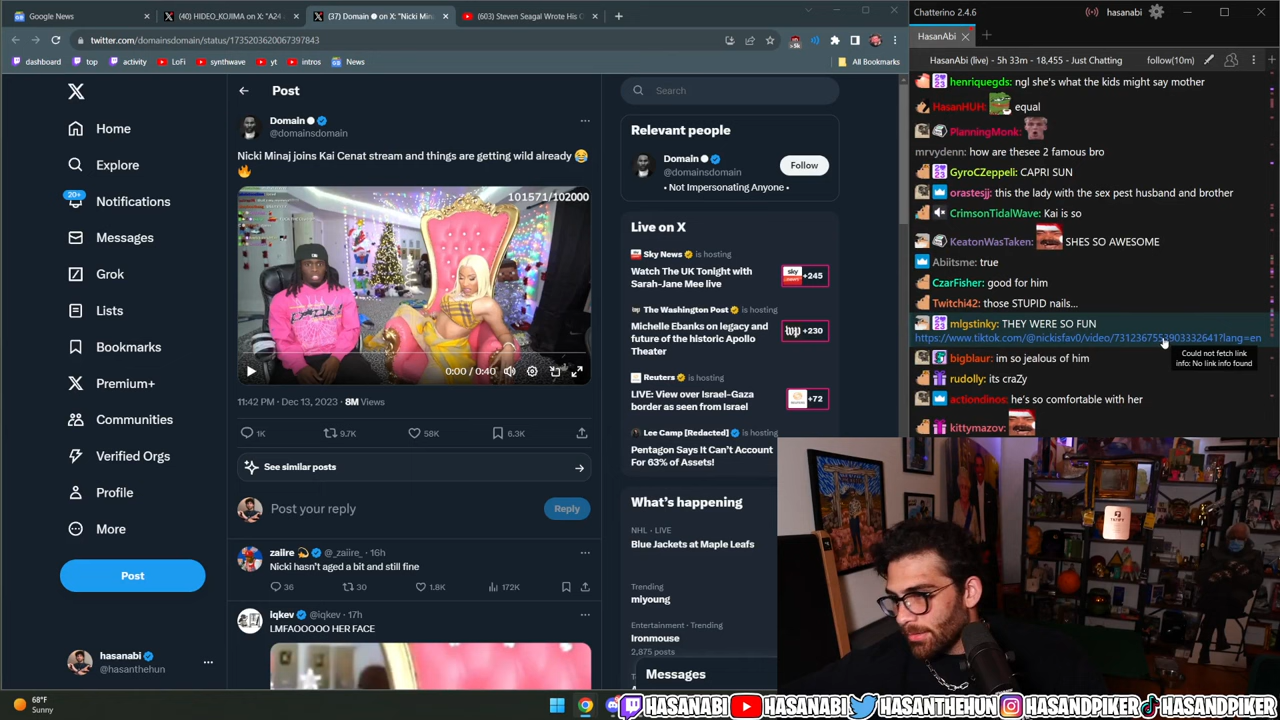 Google News
(40) HIDEO_KOJIMA on X: "A24
(37) Domain on X: "Nicki Mina
(603) Steven Seagal Wrote His O
twitter.com/domainsdomain/status/1735203620067397843
dashboard
top
activity
LoFi
synthwave
yt
intros
News
All Bookmarks
Home
Explore
20+
Notifications
Messages
Grok
Lists
Bookmarks
Premium+
Communities
Verified Orgs
Profile
More
Post
hasanabi
@hasanthehun
Post
Domain
@domainsdomain
Nicki Minaj joins Kai Cenat stream and things are getting wild already
101571/102000
0:00 / 0:40
11:42 PM · Dec 13, 2023 · 8M Views
1K
9.7K
58K
6.3K
See similar posts
Post your reply
Reply
zaiire @_zaiire_ · 16h
Nicki hasn't aged a bit and still fine
36
30
1.8K
172K
iqkev @iqkev · 17h
LMFAOOOOO HER FACE
Search
Relevant people
Domain
@domainsdomain
Follow
• Not Impersonating Anyone •
Live on X
Sky News is hosting
Watch The UK Tonight with
Sarah-Jane Mee live
+245
The Washington Post is hosting
Michelle Ebanks on legacy and
future of the historic Apollo
Theater
+230
Reuters is hosting
LIVE: View over Israel-Gaza
border as seen from Israel
+72
Lee Camp [Redacted] is hosting
Pentagon Says It Can't Account
For 63% of Assets!
What's happening
NHL · LIVE
Blue Jackets at Maple Leafs
Trending
miyoung
Entertainment · Trending
Ironmouse
2,875 posts
Messages
Chatterino 2.4.6
hasanabi
HasanAbi
HasanAbi (live) - 5h 33m - 18,455 - Just Chatting
follow(10m)
henriquegds: ngl she's what the kids might say mother
HasanHUH: equal
PlanningMonk:
mrvydenn: how are thesee 2 famous bro
GyroCZeppeli: CAPRI SUN
orastesjj: this the lady with the sex pest husband and brother
CrimsonTidalWave: Kai is so
KeatonWasTaken: SHES SO AWESOME
Abiitsme: true
CzarFisher: good for him
Twitchi42: those STUPID nails...
mlgstinky: THEY WERE SO FUN
Could not fetch link
info: No link info found
bigblaur: im so jealous of him
rudolly: its craZy
actiondinos: he's so comfortable with her
kittymazov:
68°F
Sunny
HASANABI
HASANABI
HASANTHEHUN
HASANDPIKER
HASANDPIKER